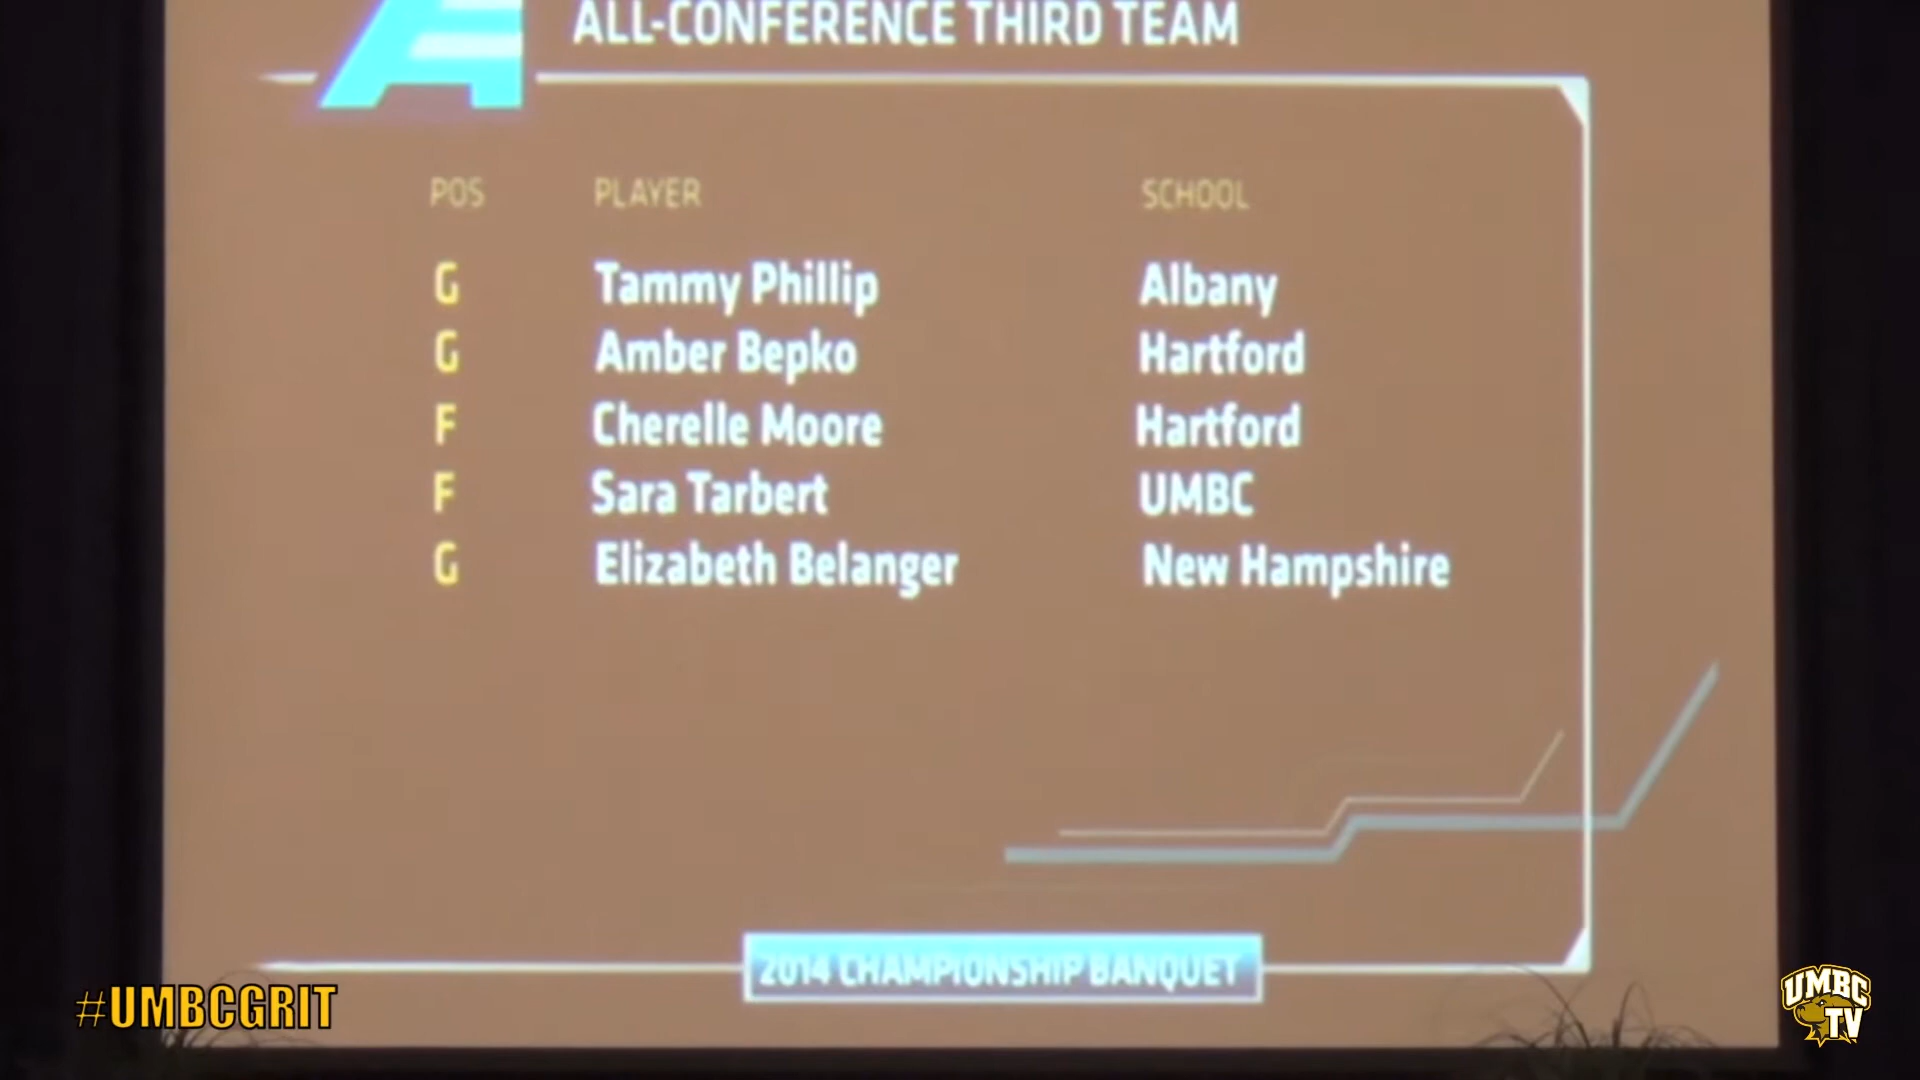 ALL-CONFERENCE THIRD TEAM
POS PLAYER SCHOOL
G Tammy Phillip Albany
G Amber Bepko Hartford
F Cherelle Moore Hartford
F Sara Tarbert UMBC
G Elizabeth Belanger New Hampshire
2014 CHAMPIONSHIP BANQUET
#UMBCGRIT
UMBC
TV